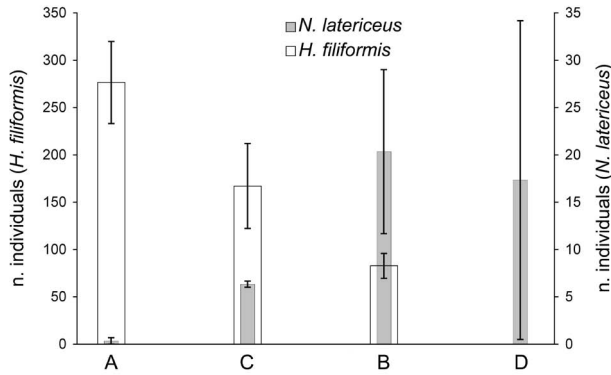 350
300
250
200
150
100
50
0
n. individuals (H. filiformis)
N. latericeus
H. filiformis
35
30
25
20
15
10
5
0
n. individuals (N. latericeus)
A
C
B
D